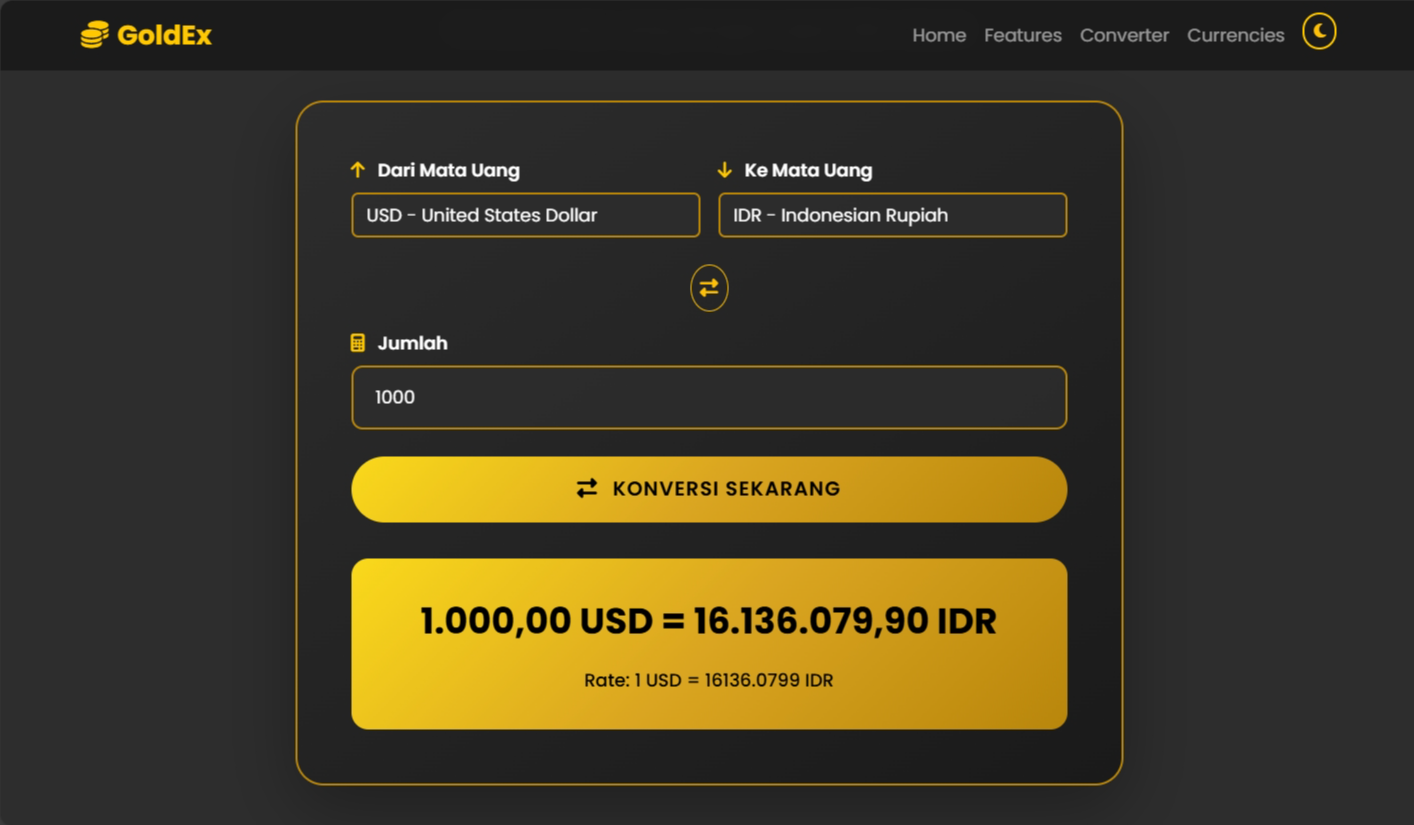 GoldEx
Home Features Converter Currencies
Dari Mata Uang
Ke Mata Uang
USD - United States Dollar
IDR - Indonesian Rupiah
Jumlah
1000
KONVERSI SEKARANG
1.000,00 USD = 16.136.079,90 IDR
Rate: 1 USD = 16136.0799 IDR